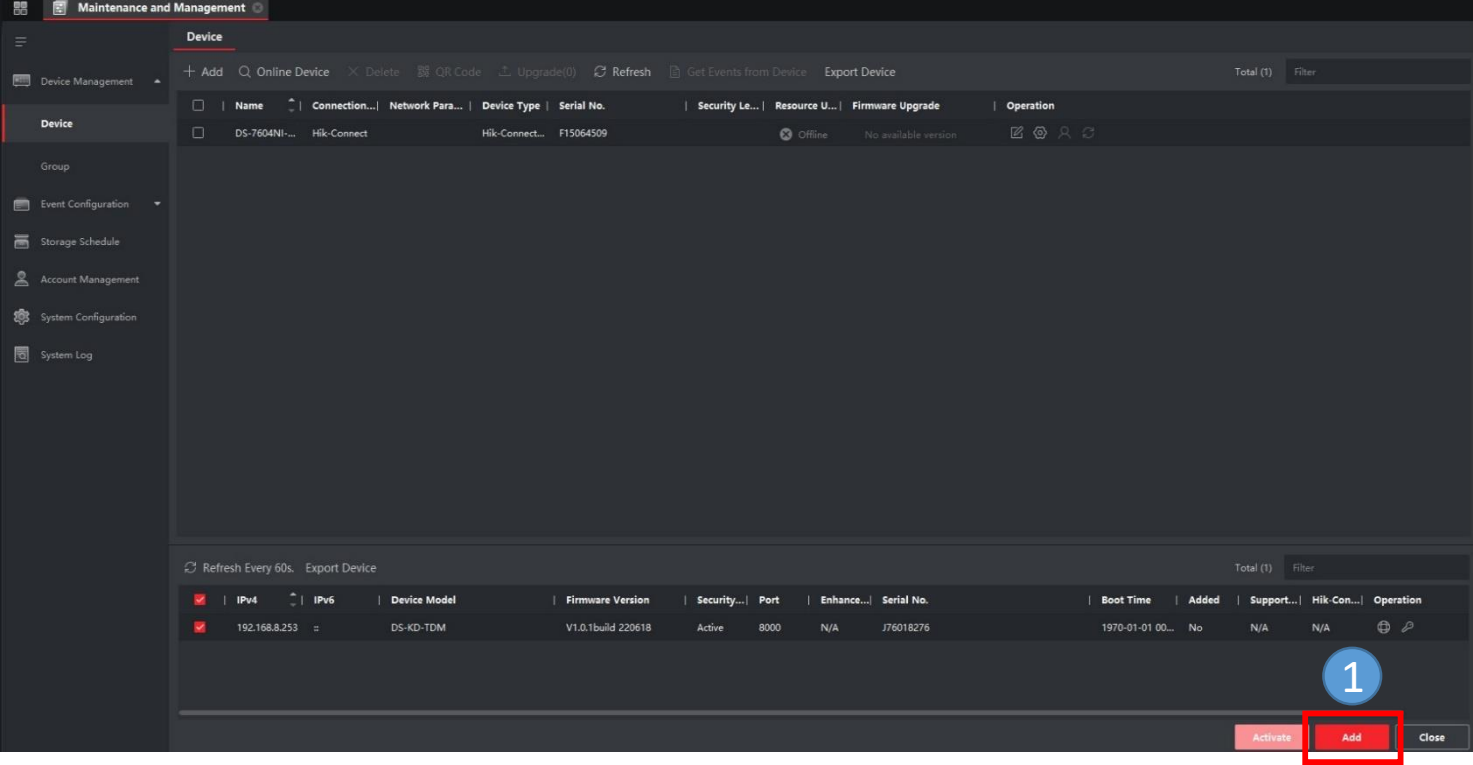 Maintenance and Management
Device
Device Management
+ Add Online Device Delete QR Code Upgrade(0) Refresh Get Events from Device Export Device Total (1) Filter
Name | Connection...| Network Para... | Device Type | Serial No. | Security Le... | Resource U...| Firmware Upgrade | Operation
Device
DS-7604NI-... Hik-Connect Hik-Connect... F15064509 Offline No available version
Group
Event Configuration
Storage Schedule
Account Management
System Configuration
System Log
Refresh Every 60s. Export Device Total (1) Filter
| IPv4 | IPv6 | Device Model | Firmware Version | Security...| Port | Enhance...| Serial No. | Boot Time | Added | Support...| Hik-Con...| Operation
192.168.8.253 :: DS-KD-TDM V1.0.1build 220618 Active 8000 N/A J76018276 1970-01-01 00... No N/A N/A
1
Activate Add Close